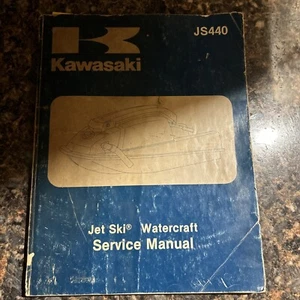 JS440
Kawasaki
Jet Ski® Watercraft
Service Manual